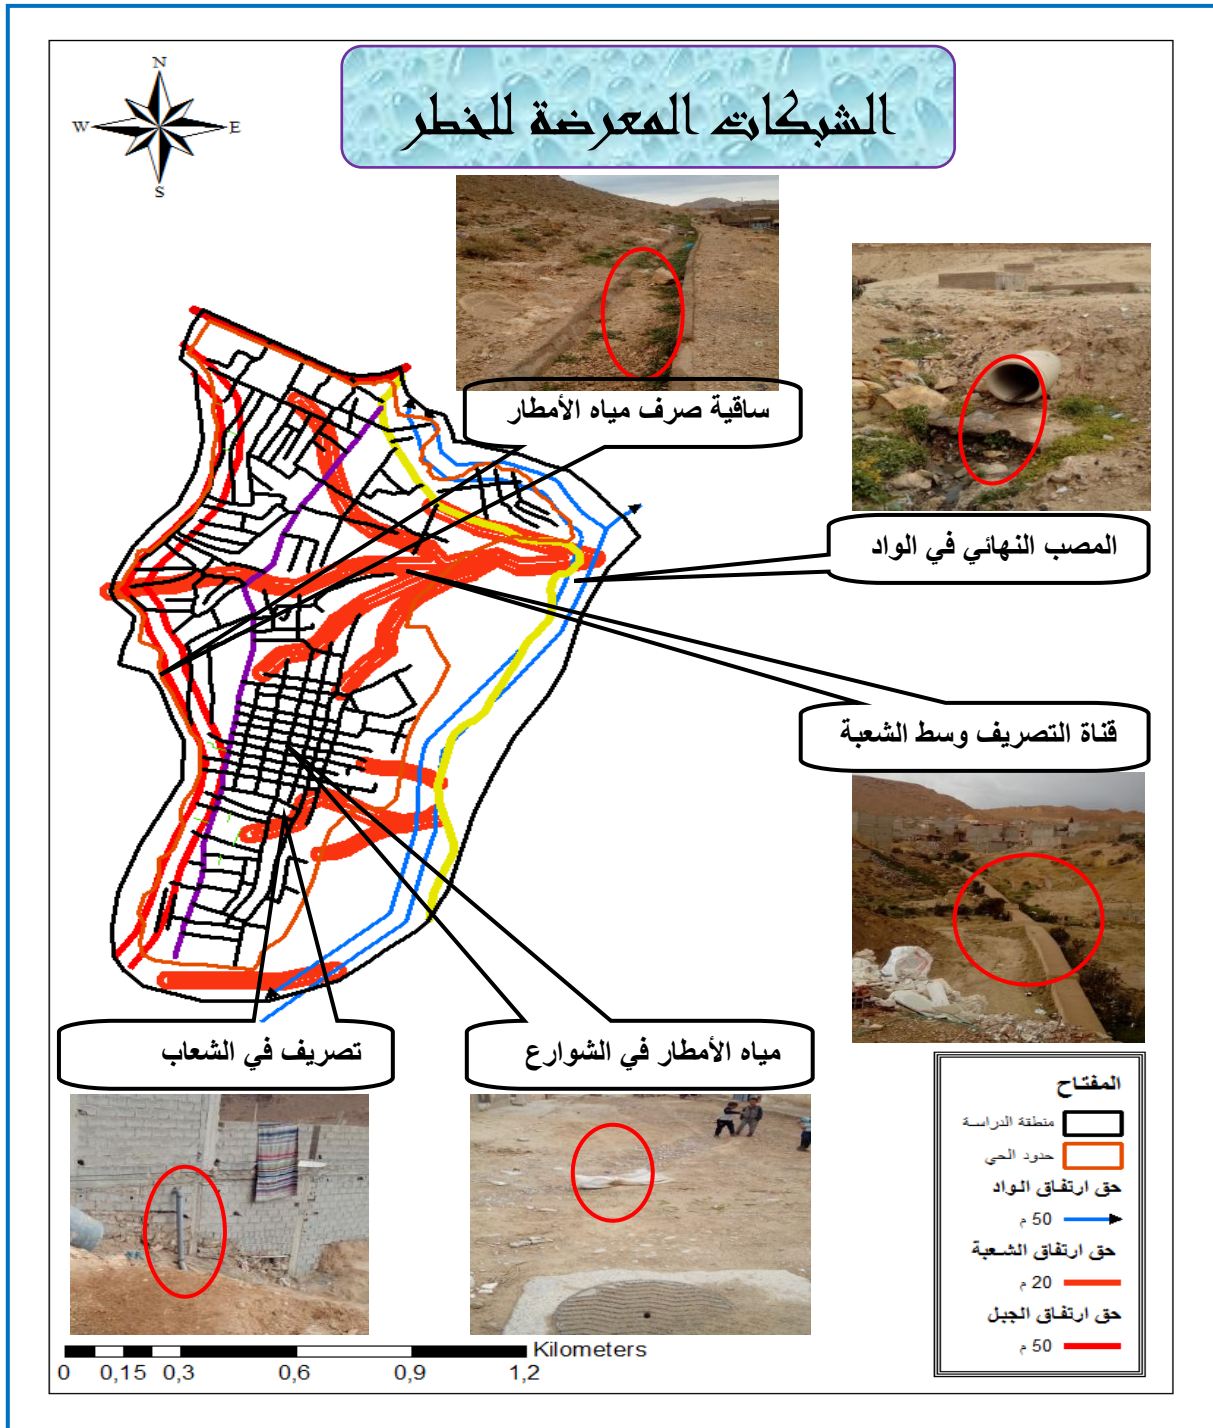 الشبكات المعرضة للخطر
N
W E
S
ساقية صرف مياه الأمطار
المصب النهائي في الواد
قناة التصريف وسط الشعبة
تصريف في الشعاب
مياه الأمطار في الشوارع
المفتاح
منطقة الدراسة
حدود الحي
حق ارتفاق الواد
50 م
حق ارتفاق الشعبة
20 م
حق ارتفاق الجبل
50 م
Kilometers
0 0,15 0,3 0,6 0,9 1,2